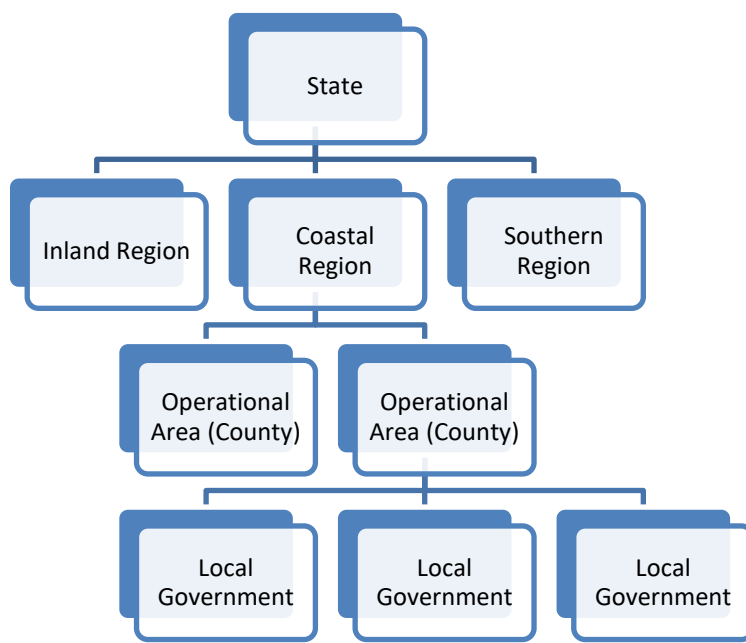 State
Inland Region
Coastal
Region
Southern
Region
Operational
Area (County)
Operational
Area (County)
Local
Government
Local
Government
Local
Government